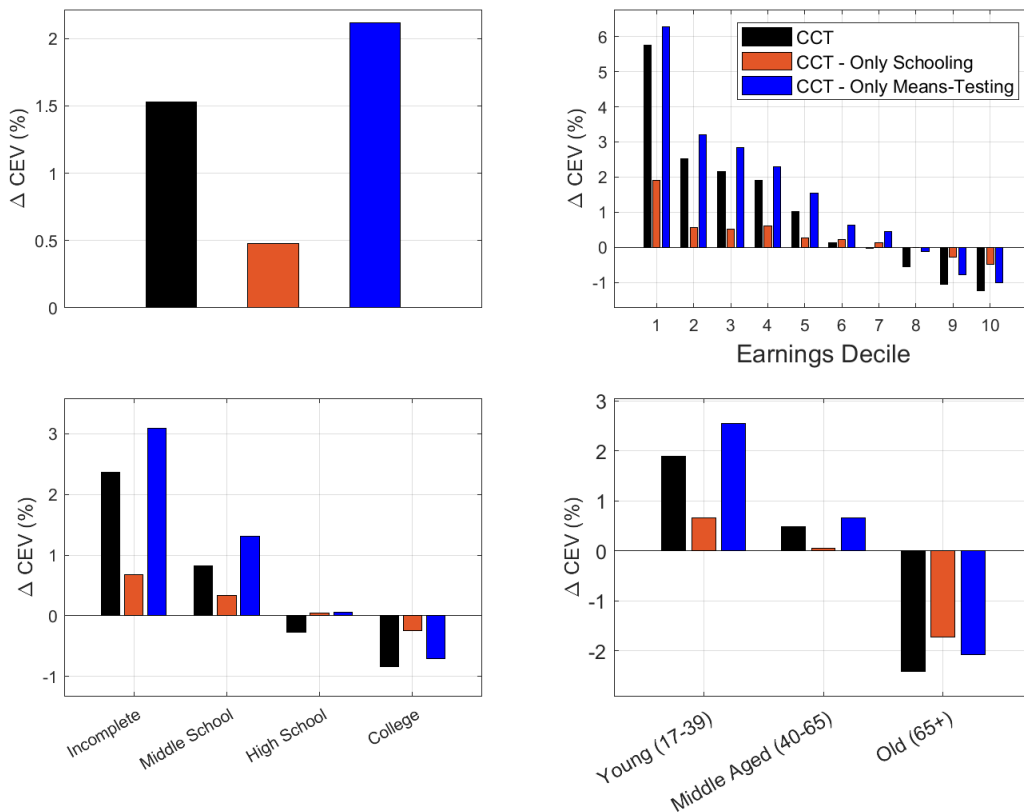 2
1.5
1
0.5
0
Δ CEV (%)
6
5
4
3
2
1
0
-1
Δ CEV (%)
CCT
CCT - Only Schooling
CCT - Only Means-Testing
1 2 3 4 5 6 7 8 9 10
Earnings Decile
3
2
1
0
-1
Δ CEV (%)
Incomplete
Middle School
High School
College
3
2
1
0
-1
-2
Δ CEV (%)
Young (17-39)
Middle Aged (40-65)
Old (65+)